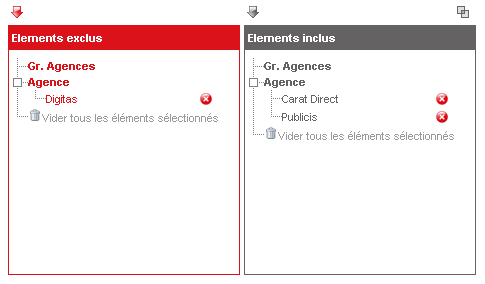 Elements exclus
Gr. Agences
Agence
Digitas
Vider tous les éléments sélectionnés
Elements inclus
Gr. Agences
Agence
Carat Direct
Publicis
Vider tous les éléments sélectionnés